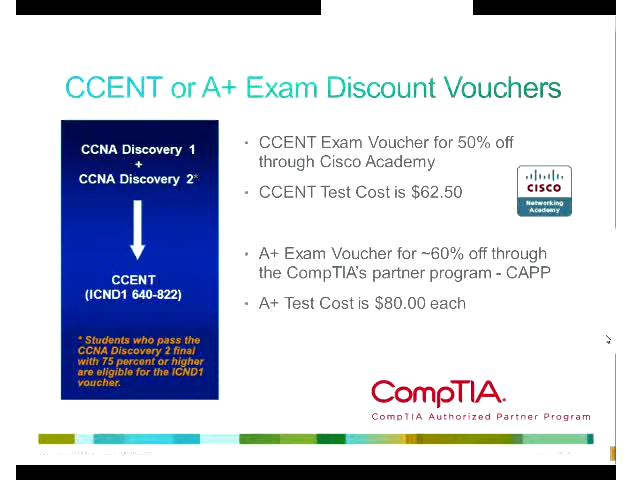 CCENT or A+ Exam Discount Vouchers
CCNA Discovery 1
+
CCNA Discovery 2*
CCENT
(ICND1 640-822)
* Students who pass the
CCNA Discovery 2 final
with 75 percent or higher
are eligible for the ICND1
voucher.
• CCENT Exam Voucher for 50% off
through Cisco Academy
• CCENT Test Cost is $62.50
CISCO
Networking
Academy
• A+ Exam Voucher for ~60% off through
the CompTIA's partner program - CAPP
• A+ Test Cost is $80.00 each
CompTIA.
CompTIA Authorized Partner Program